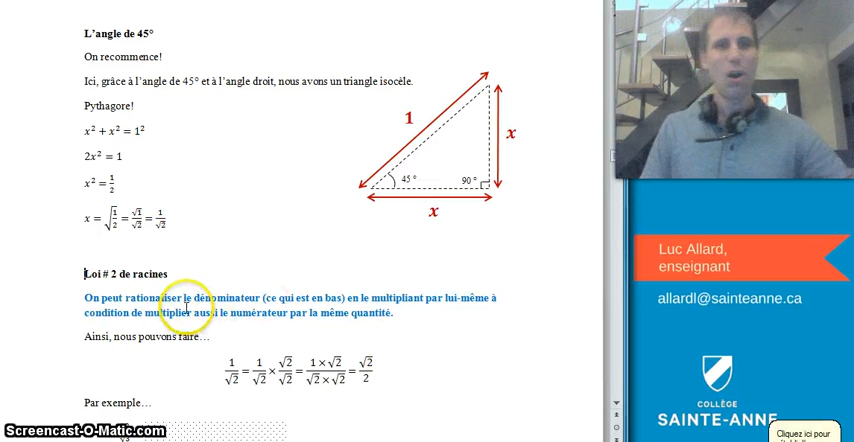 L'angle de 45°
On recommence!
Ici, grâce à l'angle de 45° et à l'angle droit, nous avons un triangle isocèle.
Pythagore!
x² + x² = 1²
2x² = 1
x² = 1/2
x = √(1/2) = √1/√2 = 1/√2
1
x
45 °
90 °
x
Loi # 2 de racines
On peut rationaliser le dénominateur (ce qui est en bas) en le multipliant par lui-même à
condition de multiplier aussi le numérateur par la même quantité.
Ainsi, nous pouvons faire…
1/√2 = 1/√2 × √2/√2 = (1 × √2)/(√2 × √2) = √2/2
Par exemple…
Screencast-O-Matic.com
Luc Allard,
enseignant
allardl@sainteanne.ca
COLLÈGE
SAINTE-ANNE
Cliquez ici pour